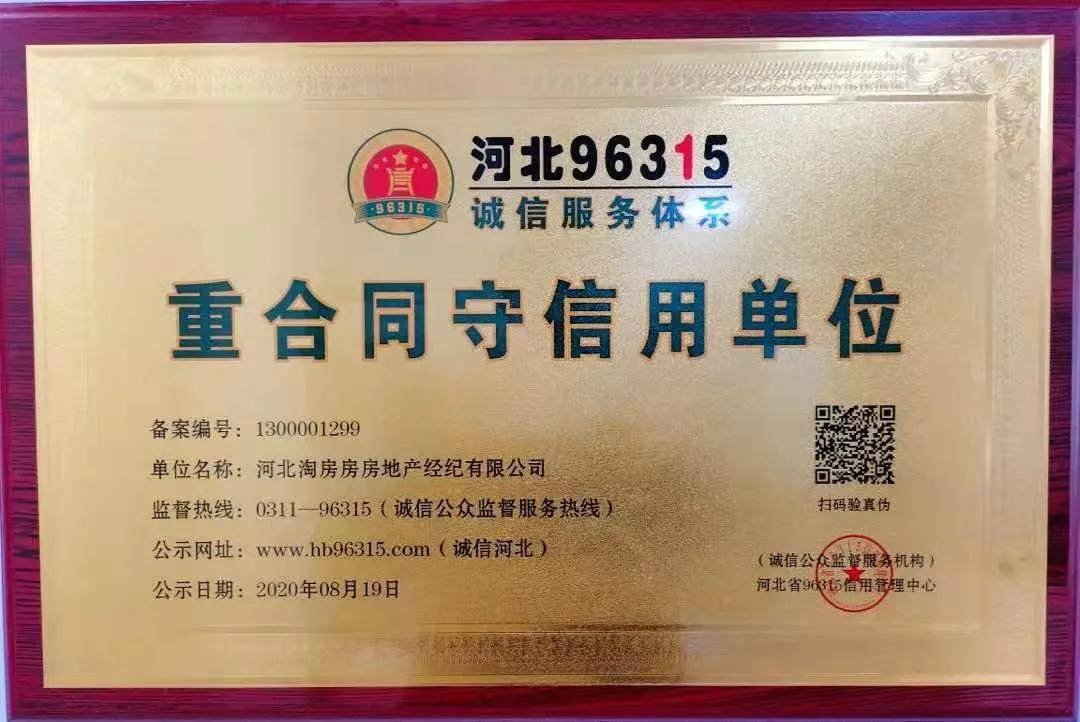 河北96315
诚信服务体系
96315
重合同守信用单位
备案编号：1300001299
单位名称：河北淘房房房地产经纪有限公司
监督热线：0311—96315（诚信公众监督服务热线）
公示网址：www.hb96315.com（诚信河北）
公示日期：2020年08月19日
扫码验真伪
（诚信公众监督服务机构）
河北省96315信用管理中心